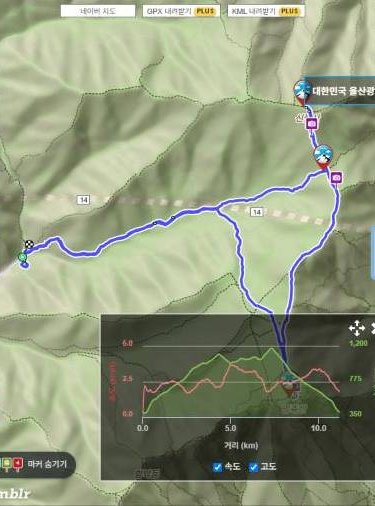 네이버 지도
GPX 내려받기 PLUS
KML 내려받기 PLUS
대한민국 울산광
14
14
6.0
2.5
0.0
1,200
775
350
0.0
5.0
10.0
거리 (km)
속도
고도
마커 숨기기
mblr